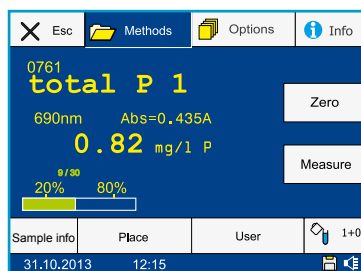 Esc Methods Options Info
0761
total P 1
690nm Abs=0.435A
0.82 mg/l P
9/30
20% 80%
Zero
Measure
Sample info Place User 1+0
31.10.2013 12:15